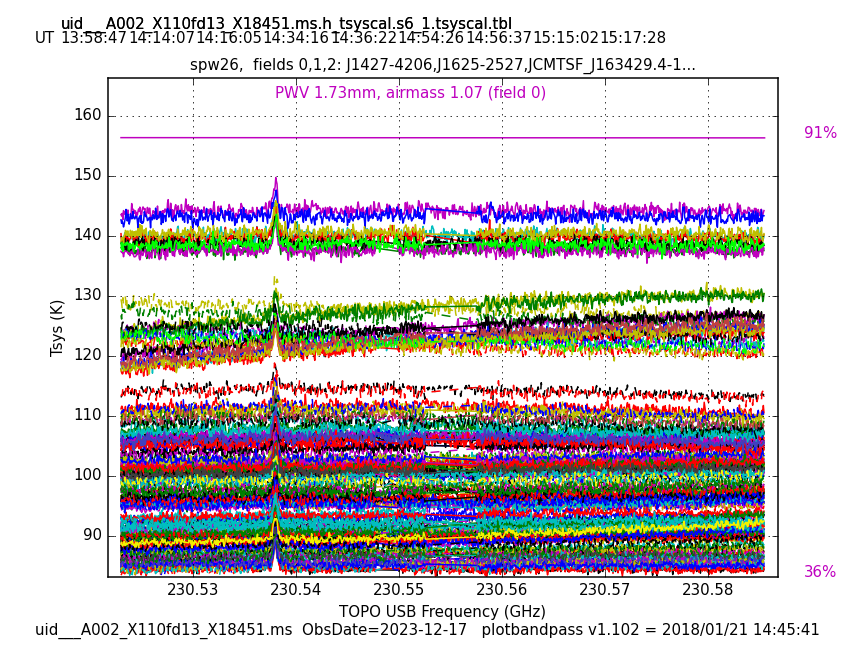 uid___A002_X110fd13_X18451.ms.h_tsyscal.s6_1.tsyscal.tbl
UT 13:58:47 14:14:07 14:16:05 14:34:16 14:36:22 14:54:26 14:56:37 15:15:02 15:17:28
spw26,  fields 0,1,2: J1427-4206,J1625-2527,JCMTSF_J163429.4-1...
PWV 1.73mm, airmass 1.07 (field 0)
91%
160
150
140
130
120
110
100
90
Tsys (K)
36%
230.53 230.54 230.55 230.56 230.57 230.58
TOPO USB Frequency (GHz)
uid___A002_X110fd13_X18451.ms  ObsDate=2023-12-17   plotbandpass v1.102 = 2018/01/21 14:45:41